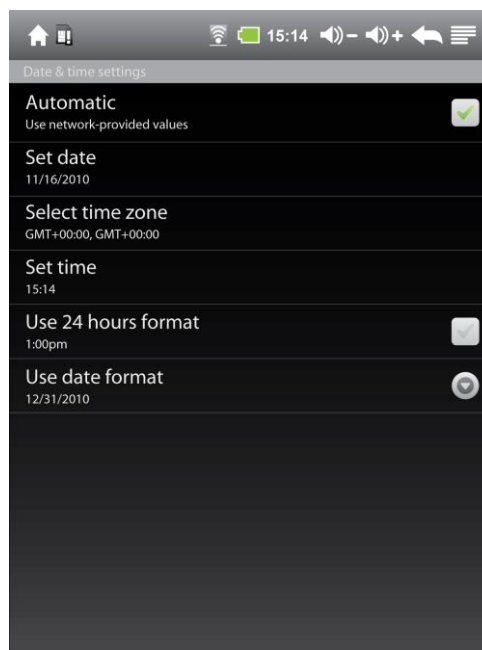 15:14 − +
Date & time settings
Automatic
Use network-provided values
Set date
11/16/2010
Select time zone
GMT+00:00, GMT+00:00
Set time
15:14
Use 24 hours format
1:00pm
Use date format
12/31/2010